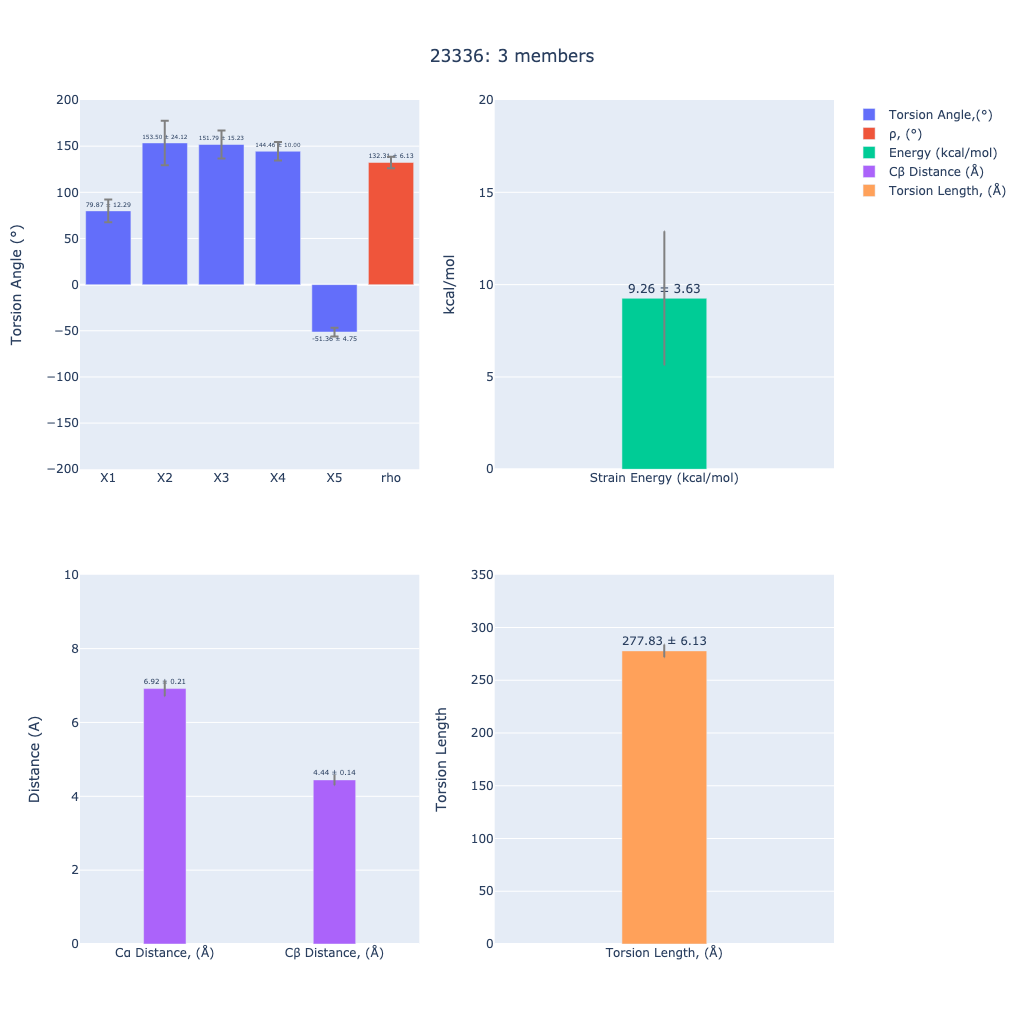 23336: 3 members
Torsion Angle (°)
200
150
100
50
0
−50
−100
−150
−200
79.87 ± 12.29
153.50 ± 24.12
151.79 ± 15.23
144.46 ± 10.00
-51.36 ± 4.75
132.31 ± 6.13
X1 X2 X3 X4 X5 rho
kcal/mol
20
15
10
5
0
9.26 ± 3.63
Strain Energy (kcal/mol)
Torsion Angle,(°)
ρ, (°)
Energy (kcal/mol)
Cβ Distance (Å)
Torsion Length, (Å)
Distance (A)
10
8
6
4
2
0
6.92 ± 0.21
4.44 ± 0.14
Cα Distance, (Å) Cβ Distance, (Å)
Torsion Length
350
300
250
200
150
100
50
0
277.83 ± 6.13
Torsion Length, (Å)